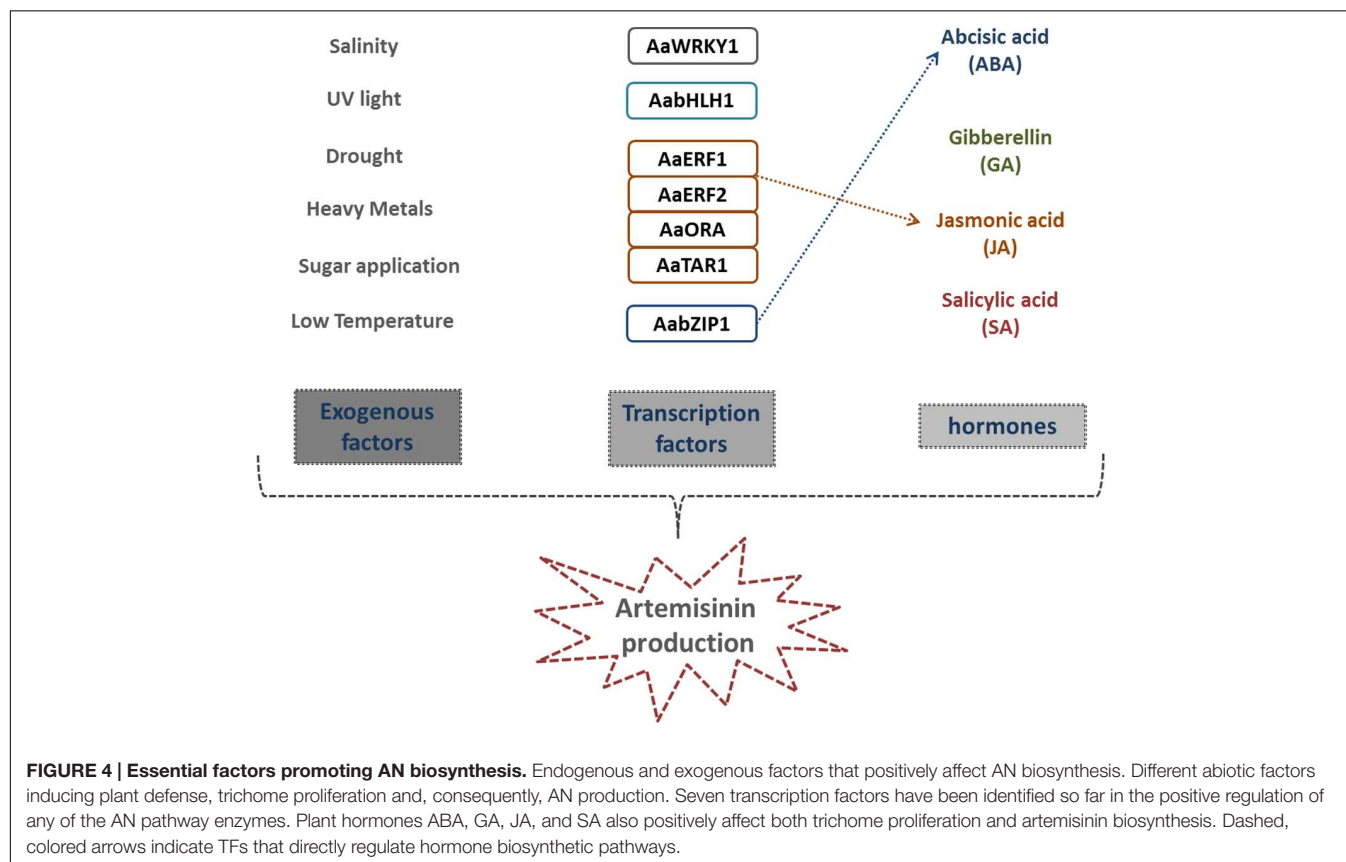 Salinity
UV light
Drought
Heavy Metals
Sugar application
Low Temperature
AaWRKY1
AabHLH1
AaERF1
AaERF2
AaORA
AaTAR1
AabZIP1
Abcisic acid
(ABA)
Gibberellin
(GA)
Jasmonic acid
(JA)
Salicylic acid
(SA)
Exogenous
factors
Transcription
factors
hormones
Artemisinin
production
FIGURE 4 | Essential factors promoting AN biosynthesis. Endogenous and exogenous factors that positively affect AN biosynthesis. Different abiotic factors
inducing plant defense, trichome proliferation and, consequently, AN production. Seven transcription factors have been identified so far in the positive regulation of
any of the AN pathway enzymes. Plant hormones ABA, GA, JA, and SA also positively affect both trichome proliferation and artemisinin biosynthesis. Dashed,
colored arrows indicate TFs that directly regulate hormone biosynthetic pathways.